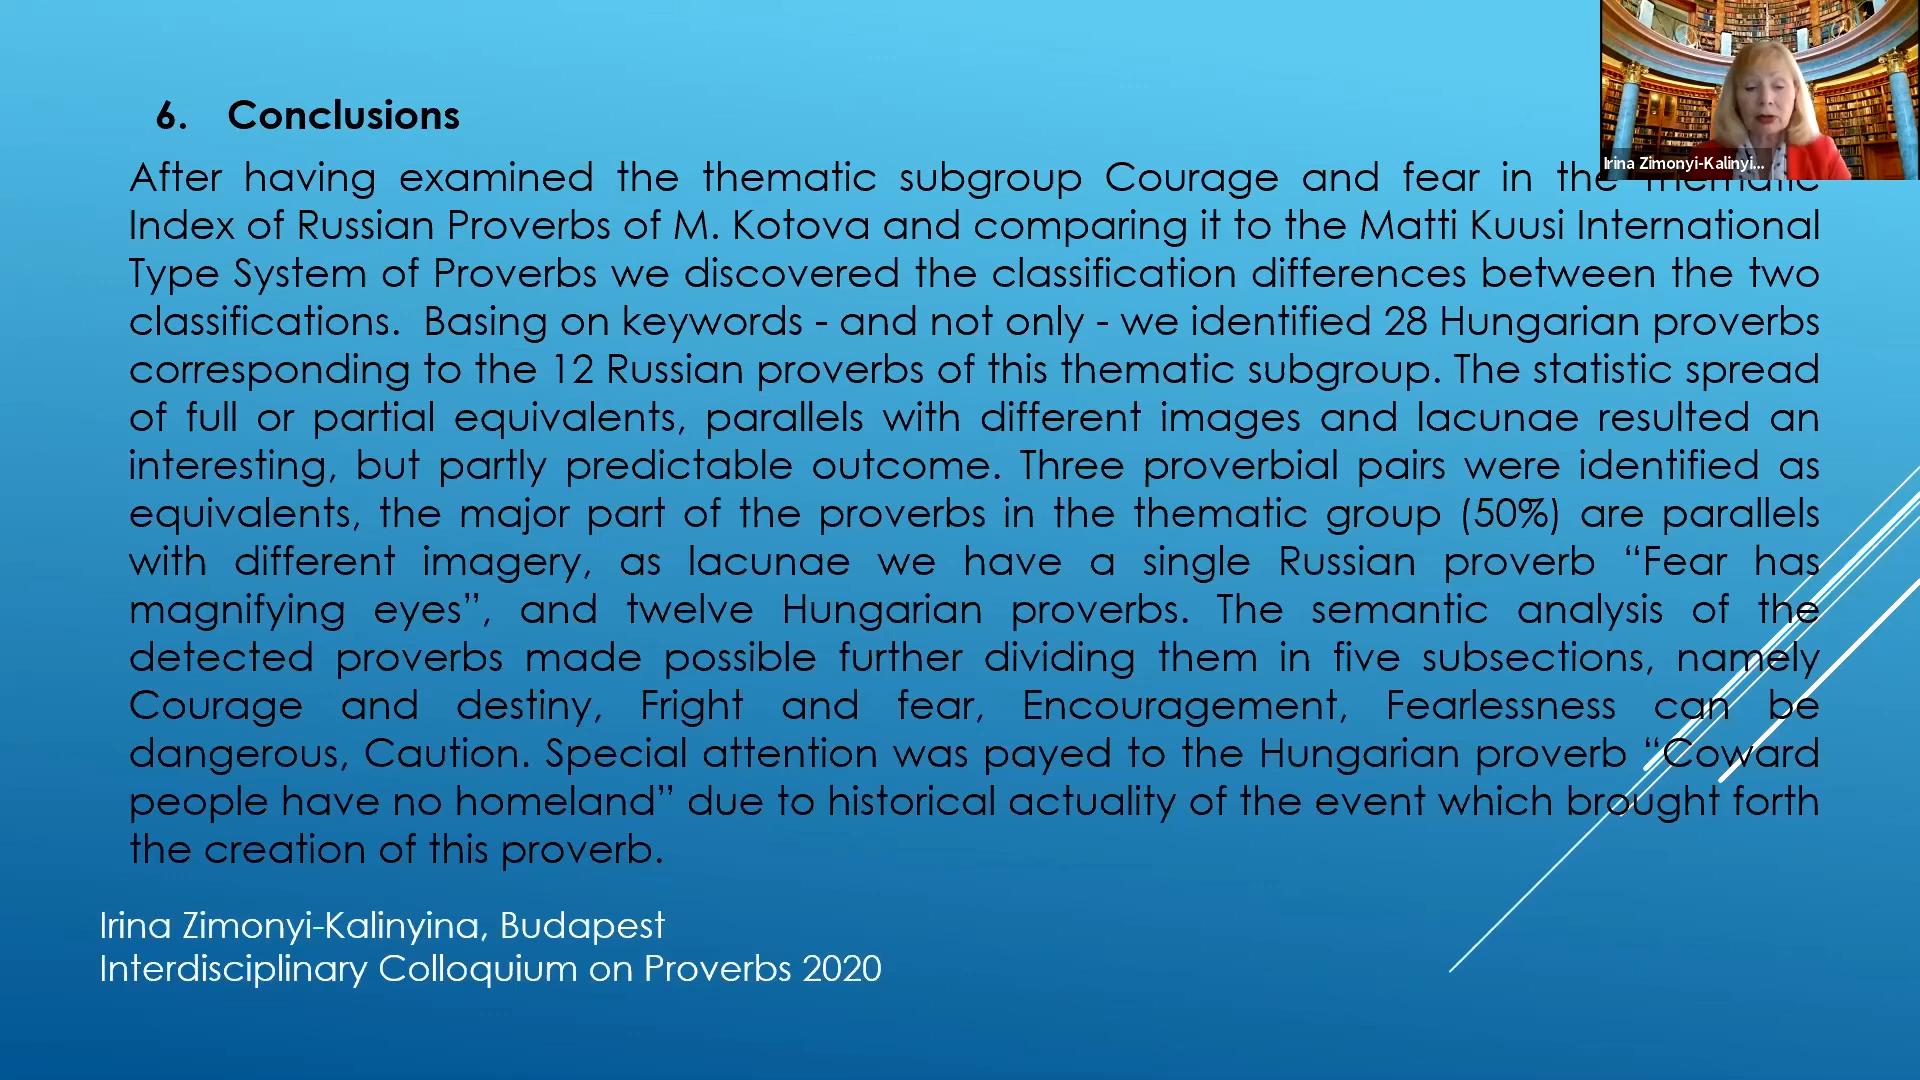 Irina Zimonyi-Kalinyi...
6. Conclusions
After having examined the thematic subgroup Courage and fear in the thematic
Index of Russian Proverbs of M. Kotova and comparing it to the Matti Kuusi International
Type System of Proverbs we discovered the classification differences between the two
classifications. Basing on keywords - and not only - we identified 28 Hungarian proverbs
corresponding to the 12 Russian proverbs of this thematic subgroup. The statistic spread
of full or partial equivalents, parallels with different images and lacunae resulted an
interesting, but partly predictable outcome. Three proverbial pairs were identified as
equivalents, the major part of the proverbs in the thematic group (50%) are parallels
with different imagery, as lacunae we have a single Russian proverb “Fear has
magnifying eyes”, and twelve Hungarian proverbs. The semantic analysis of the
detected proverbs made possible further dividing them in five subsections, namely
Courage and destiny, Fright and fear, Encouragement, Fearlessness can be
dangerous, Caution. Special attention was payed to the Hungarian proverb “Coward
people have no homeland” due to historical actuality of the event which brought forth
the creation of this proverb.
Irina Zimonyi-Kalinyina, Budapest
Interdisciplinary Colloquium on Proverbs 2020